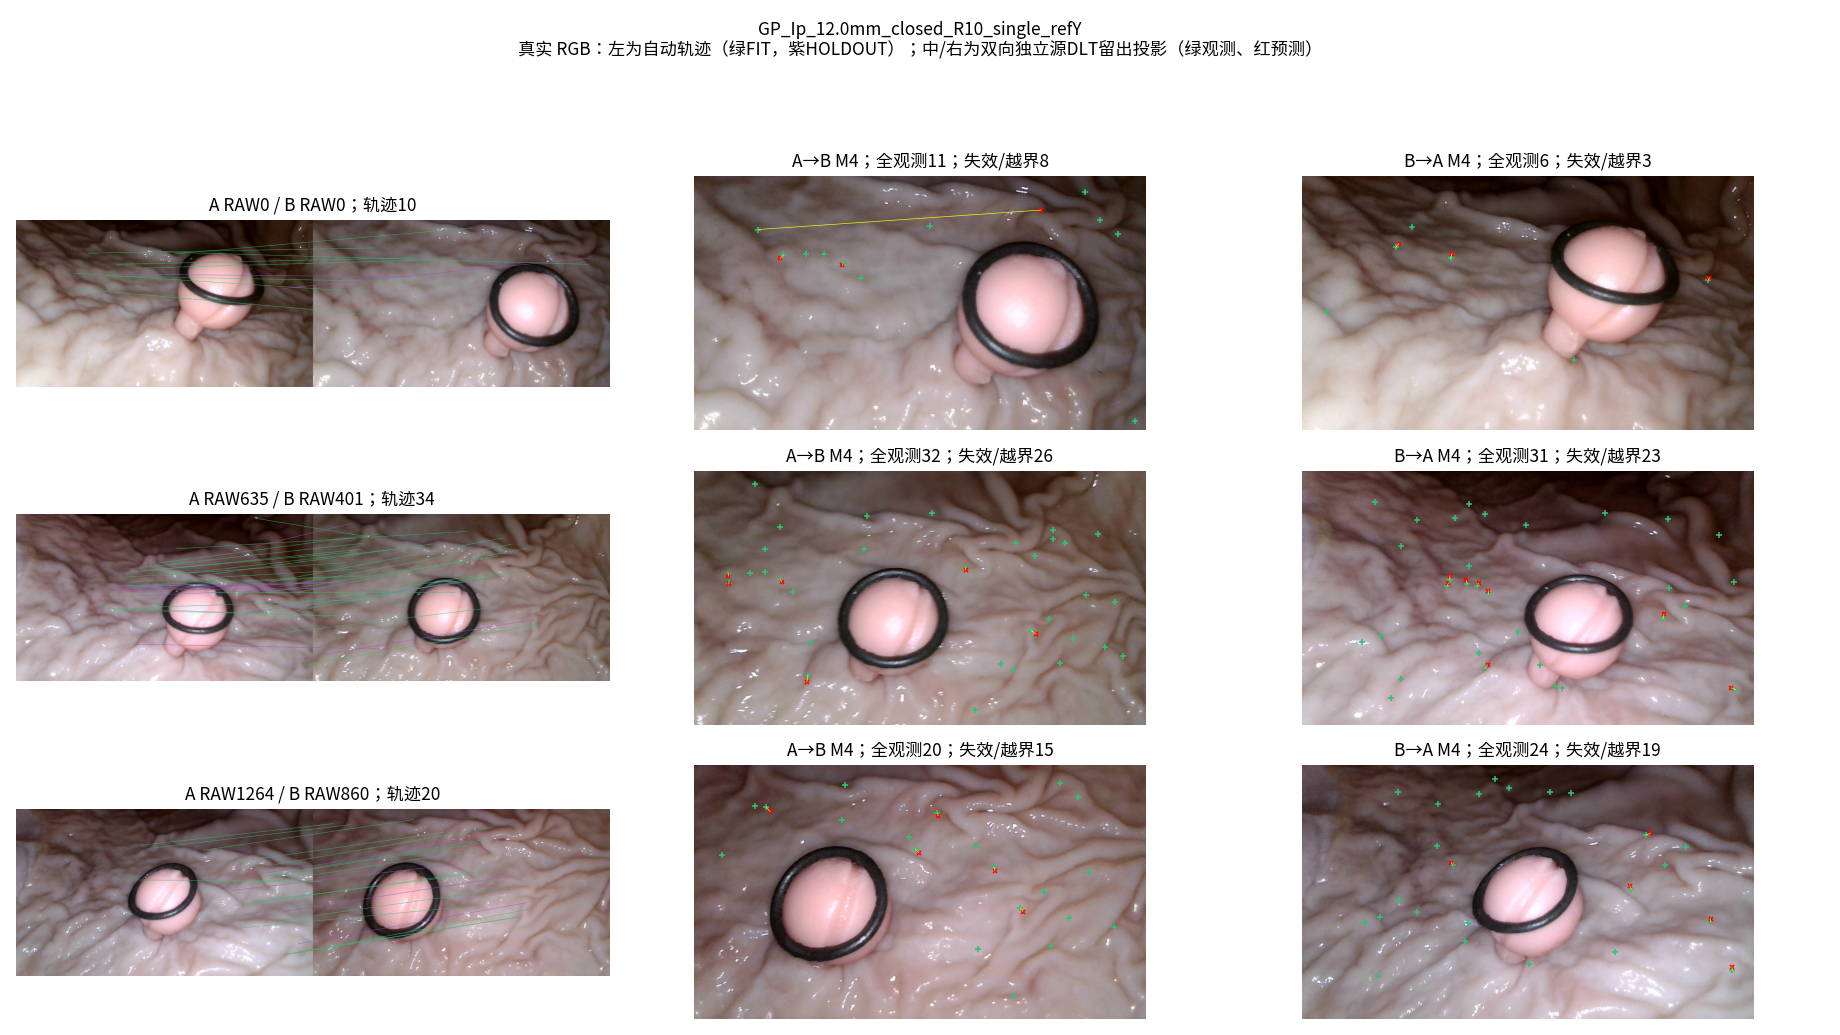 GP_Ip_12.0mm_closed_R10_single_refY
真实 RGB：左为自动轨迹（绿FIT，紫HOLDOUT）；中/右为双向独立源DLT留出投影（绿观测、红预测）
A RAW0 / B RAW0；轨迹10
A→B M4；全观测11；失效/越界8
B→A M4；全观测6；失效/越界3
A RAW635 / B RAW401；轨迹34
A→B M4；全观测32；失效/越界26
B→A M4；全观测31；失效/越界23
A RAW1264 / B RAW860；轨迹20
A→B M4；全观测20；失效/越界15
B→A M4；全观测24；失效/越界19